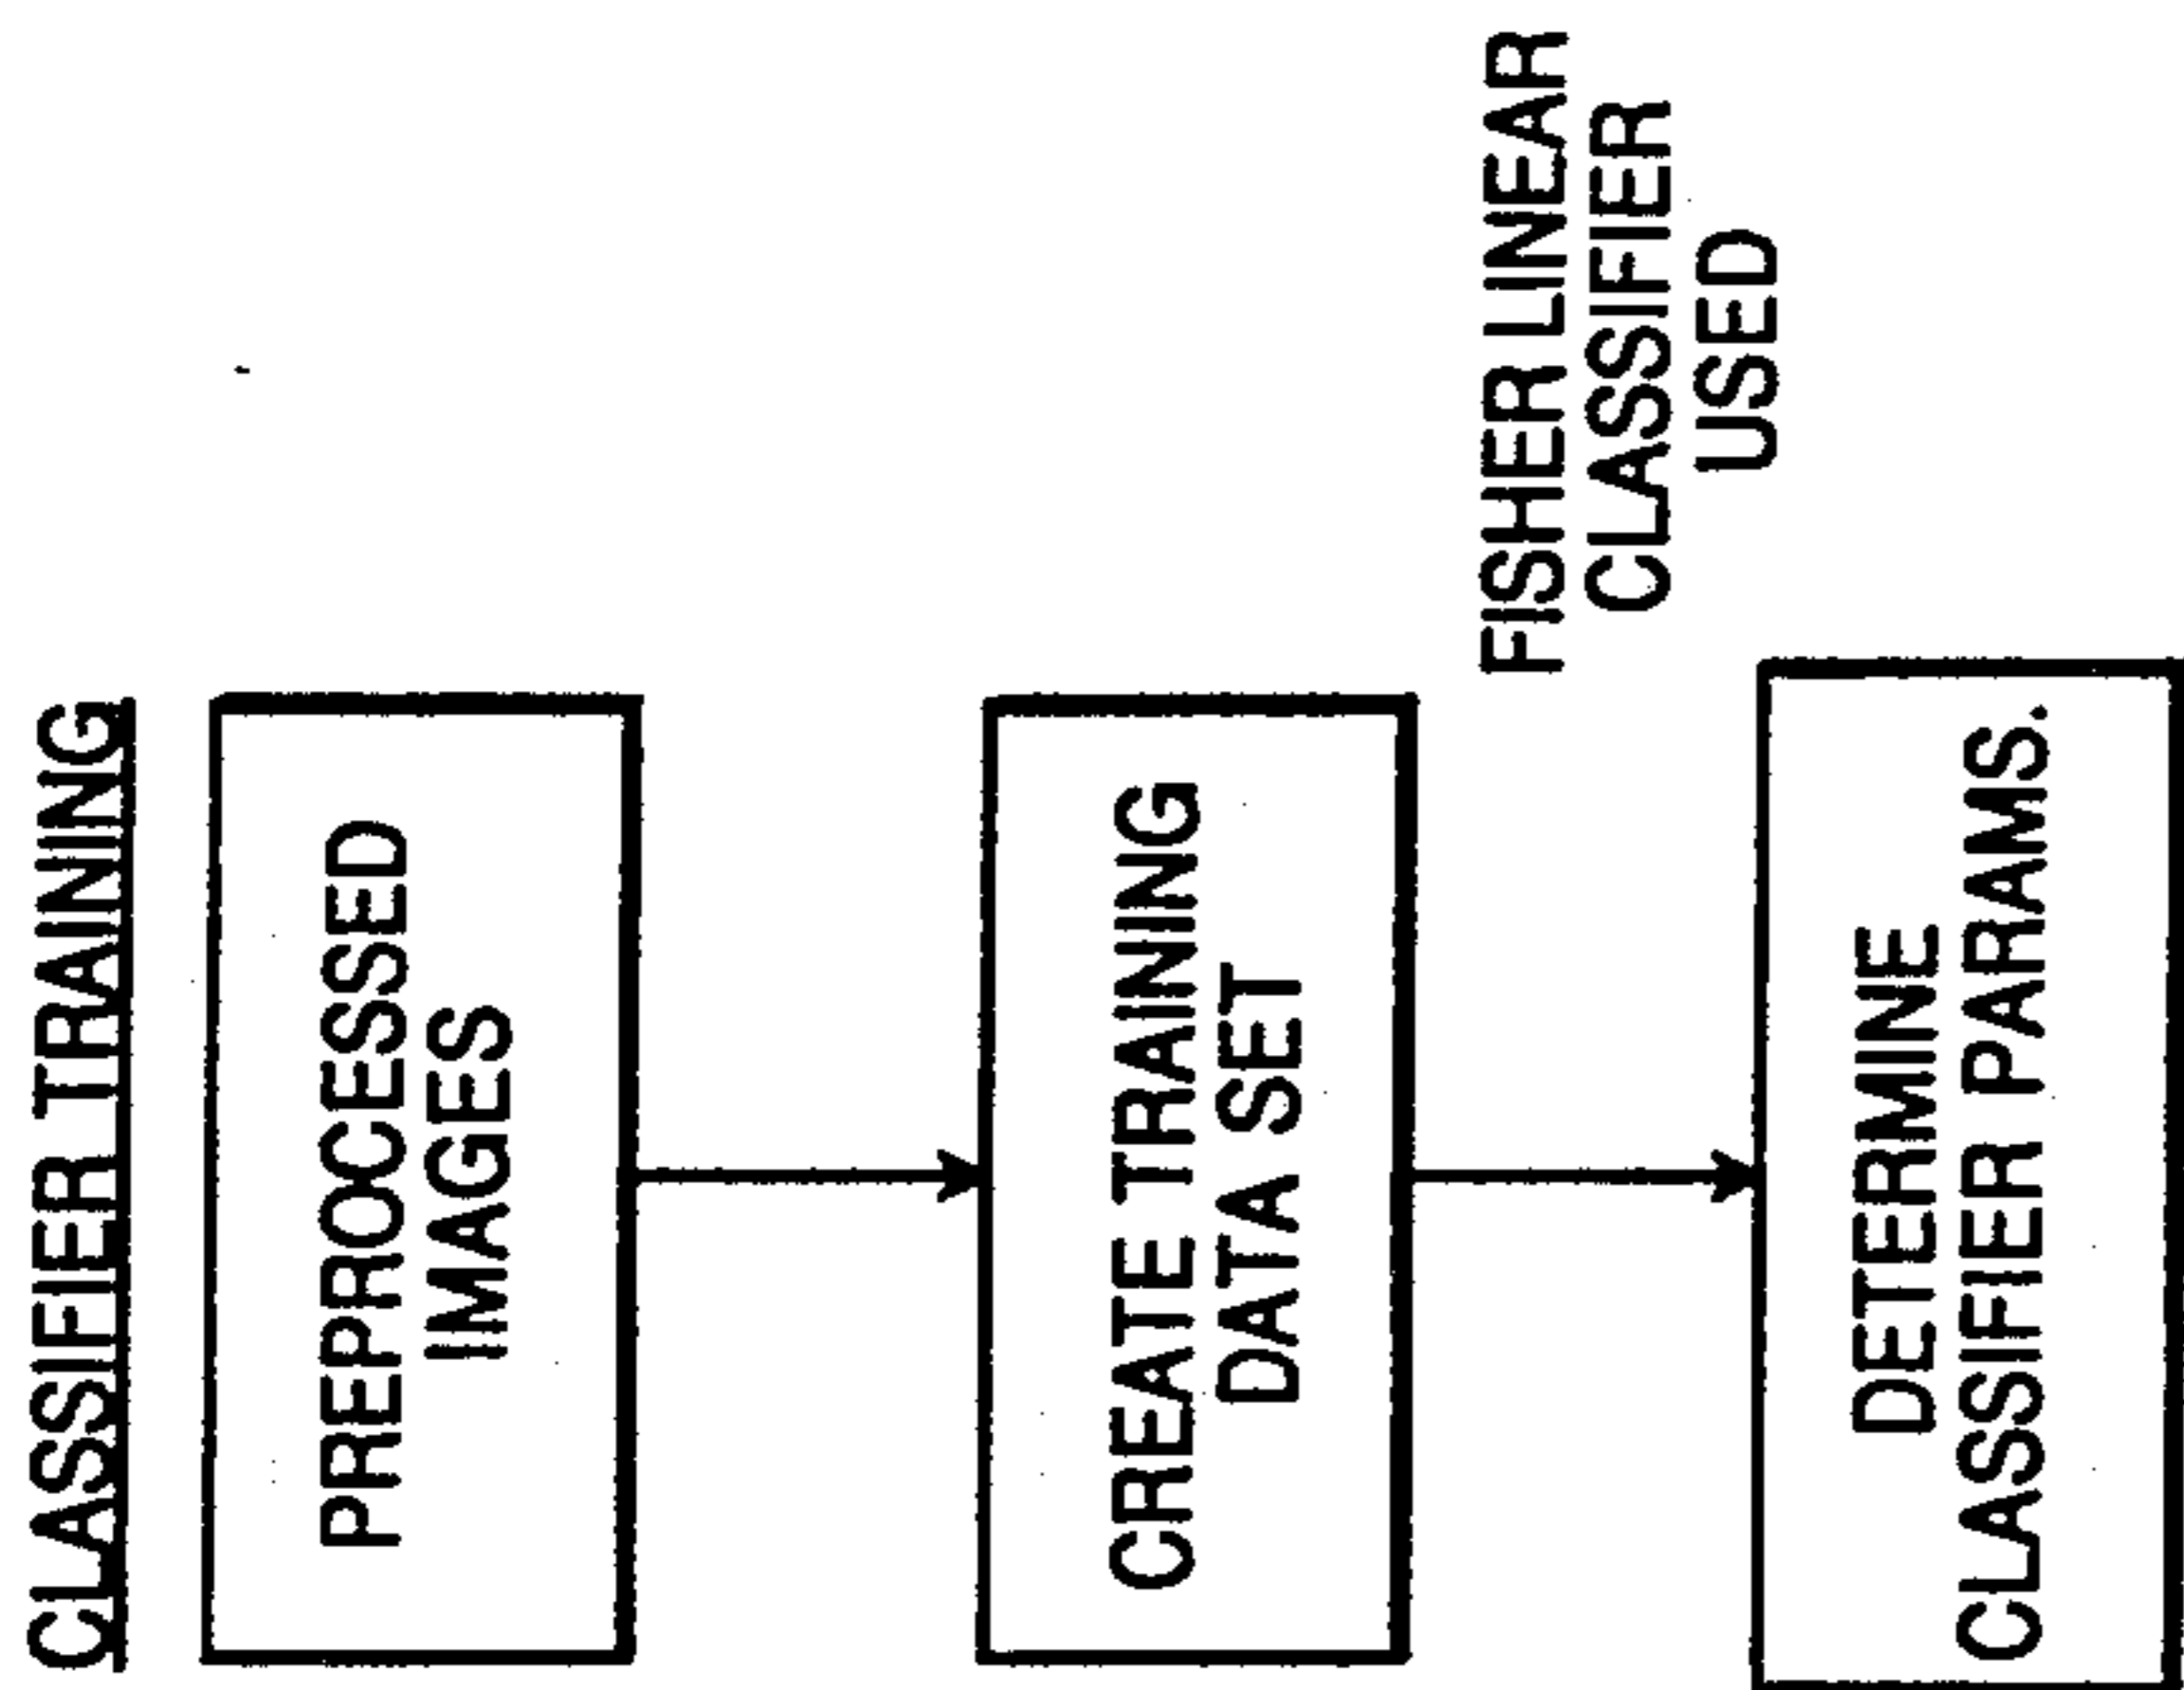 CLASSIFIER TRAINING
PREPROCESSED
IMAGES
CREATE TRAINING
DATA SET
FISHER LINEAR
CLASSIFIER
USED
DETERMINE
CLASSIFIER PARAMS.